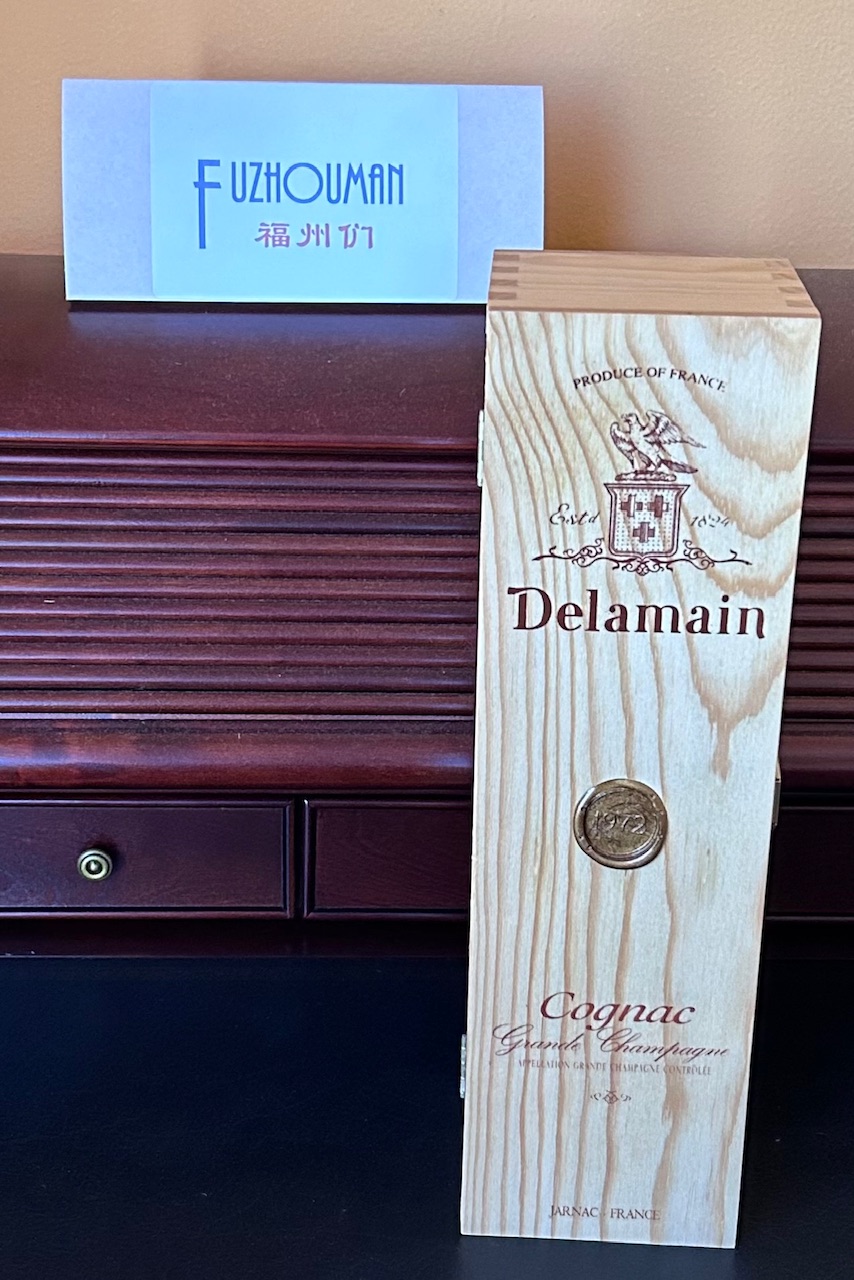 FUZHOUMAN
福州们
PRODUCE OF FRANCE
Estd 1824
Delamain
1972
Cognac
Grande Champagne
APPELLATION GRANDE CHAMPAGNE CONTRÔLÉE
JARNAC - FRANCE